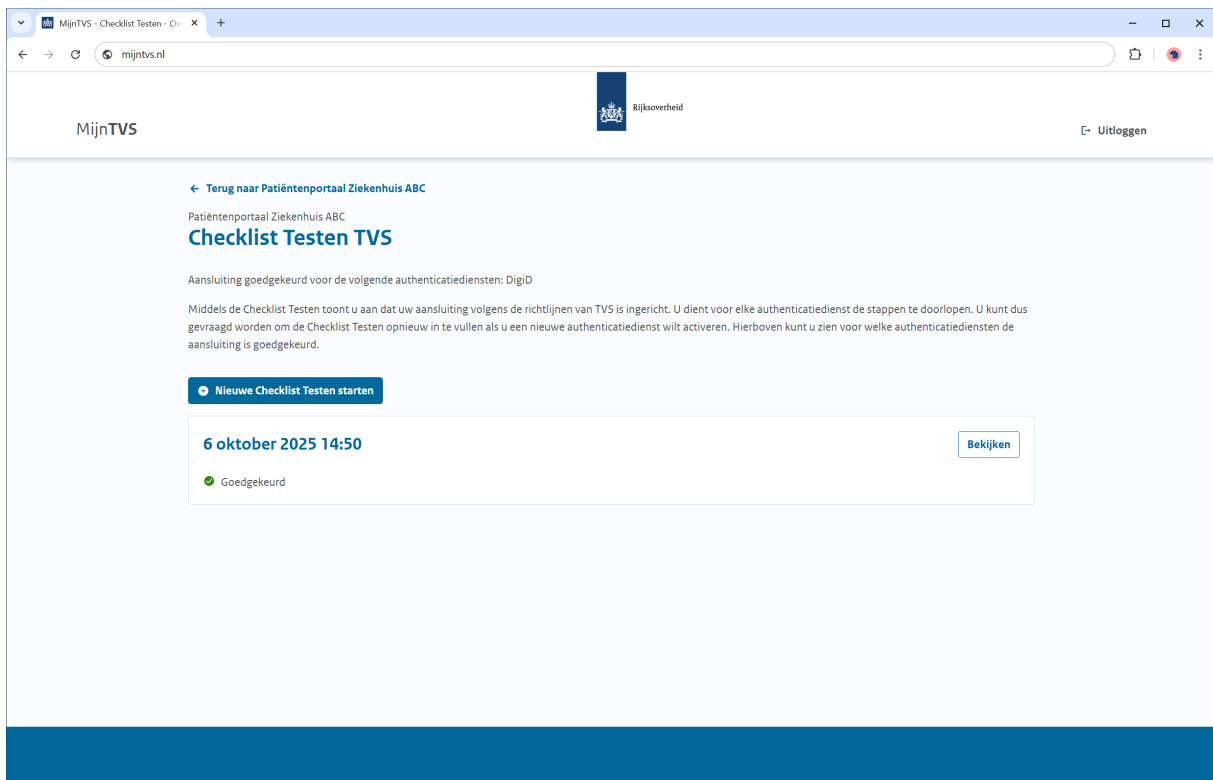 MijnTVS - Checklist Testen - Ov
mijntvs.nl
Rijksoverheid
MijnTVS
Uitloggen
Terug naar Patiëntenportaal Ziekenhuis ABC
Patiëntenportaal Ziekenhuis ABC
Checklist Testen TVS
Aansluiting goedgekeurd voor de volgende authenticatiediensten: DigiD
Middels de Checklist Testen toont u aan dat uw aansluiting volgens de richtlijnen van TVS is ingericht. U dient voor elke authenticatiedienst de stappen te doorlopen. U kunt dus
gevraagd worden om de Checklist Testen opnieuw in te vullen als u een nieuwe authenticatiedienst wilt activeren. Hierboven kunt u zien voor welke authenticatiediensten de
aansluiting is goedgekeurd.
Nieuwe Checklist Testen starten
6 oktober 2025 14:50
Bekijken
Goedgekeurd